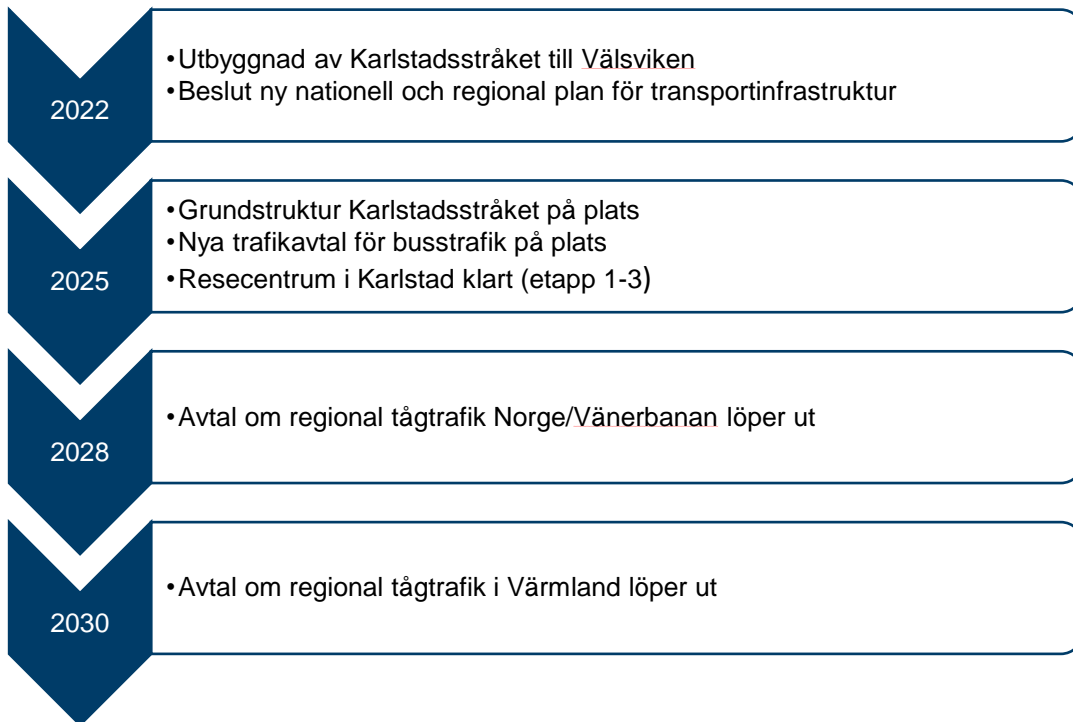 2022
•Utbyggnad av Karlstadsstråket till Välsviken
•Beslut ny nationell och regional plan för transportinfrastruktur
2025
•Grundstruktur Karlstadsstråket på plats
•Nya trafikavtal för busstrafik på plats
•Resecentrum i Karlstad klart (etapp 1-3)
2028
•Avtal om regional tågtrafik Norge/Vänerbanan löper ut
2030
•Avtal om regional tågtrafik i Värmland löper ut